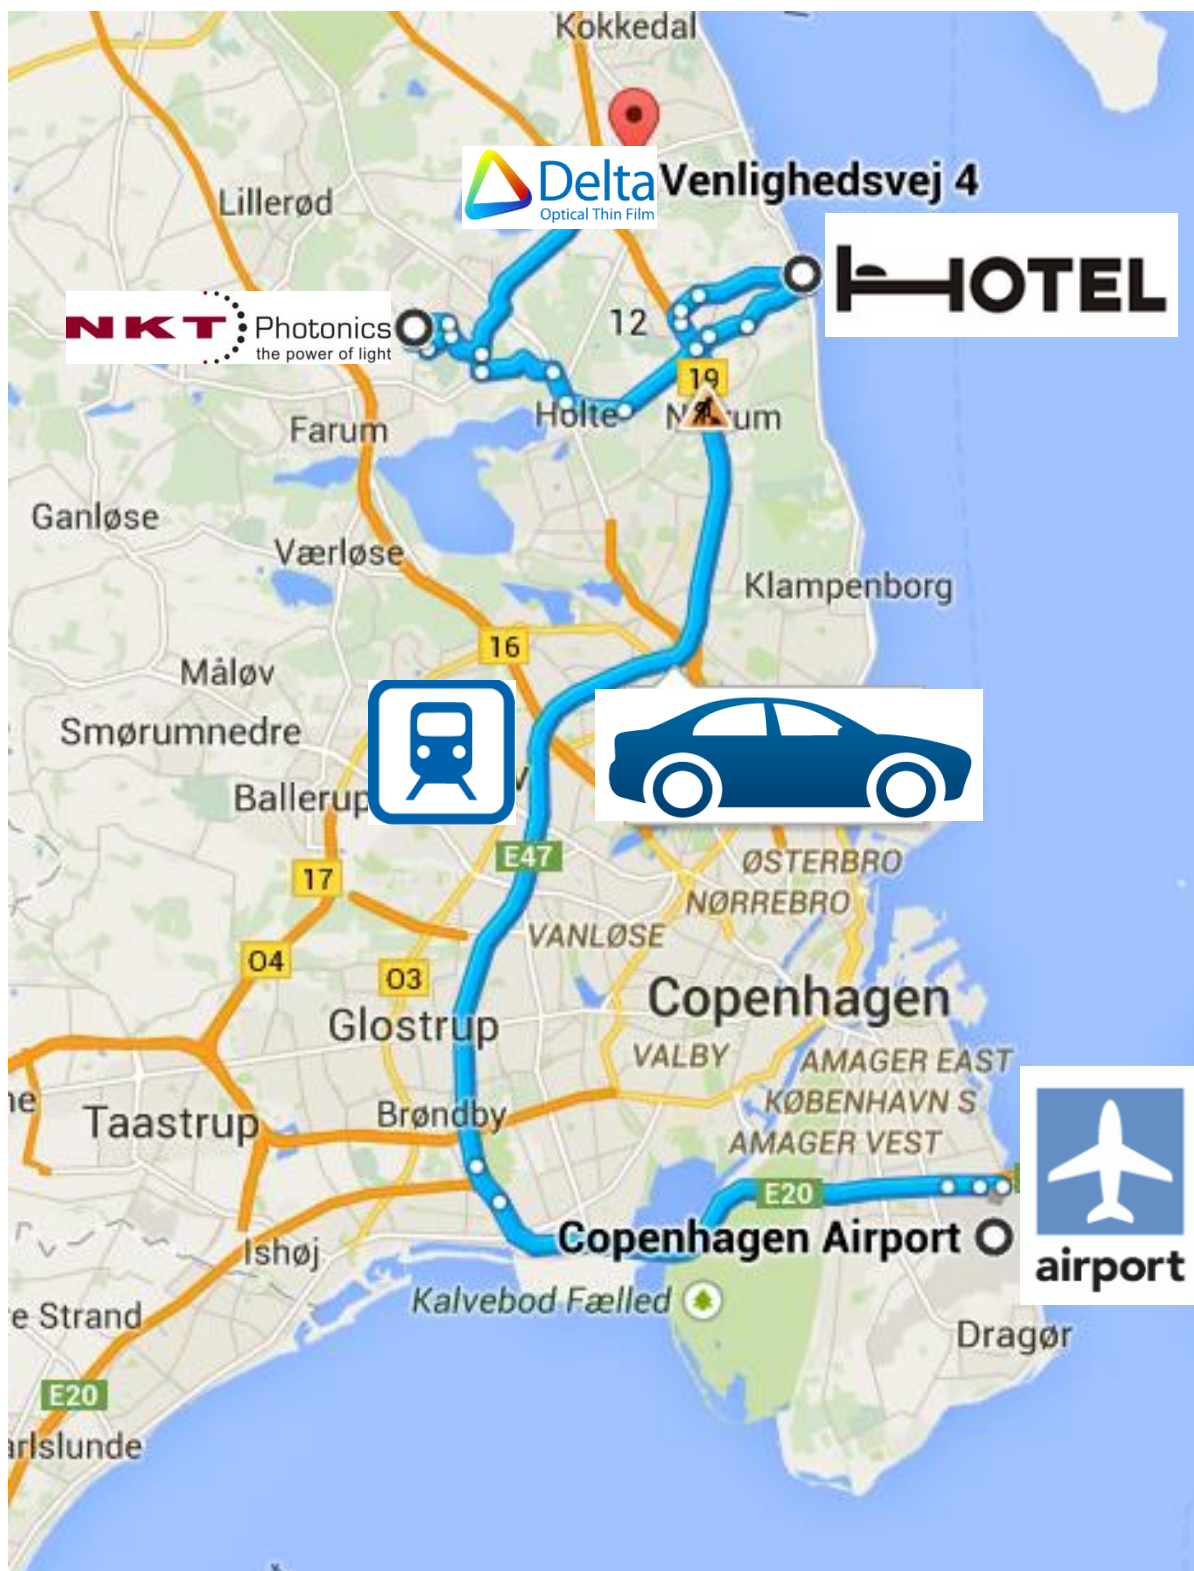 Kokkedal
Delta
Optical Thin Film
Venlighedsvej 4
Lillerød
HOTEL
NKT
Photonics
the power of light
12
19
Holte
Farum
Ganløse
Værløse
Klampenborg
16
Måløv
Smørumnedre
Ballerup
E47
ØSTERBRO
17
NØRREBRO
VANLØSE
O4
O3
Copenhagen
Glostrup
VALBY
AMAGER EAST
KØBENHAVN S
Taastrup
Brøndby
AMAGER VEST
E20
Copenhagen Airport
airport
Ishøj
Kalvebod Fælled
e Strand
Dragør
E20
arlslunde